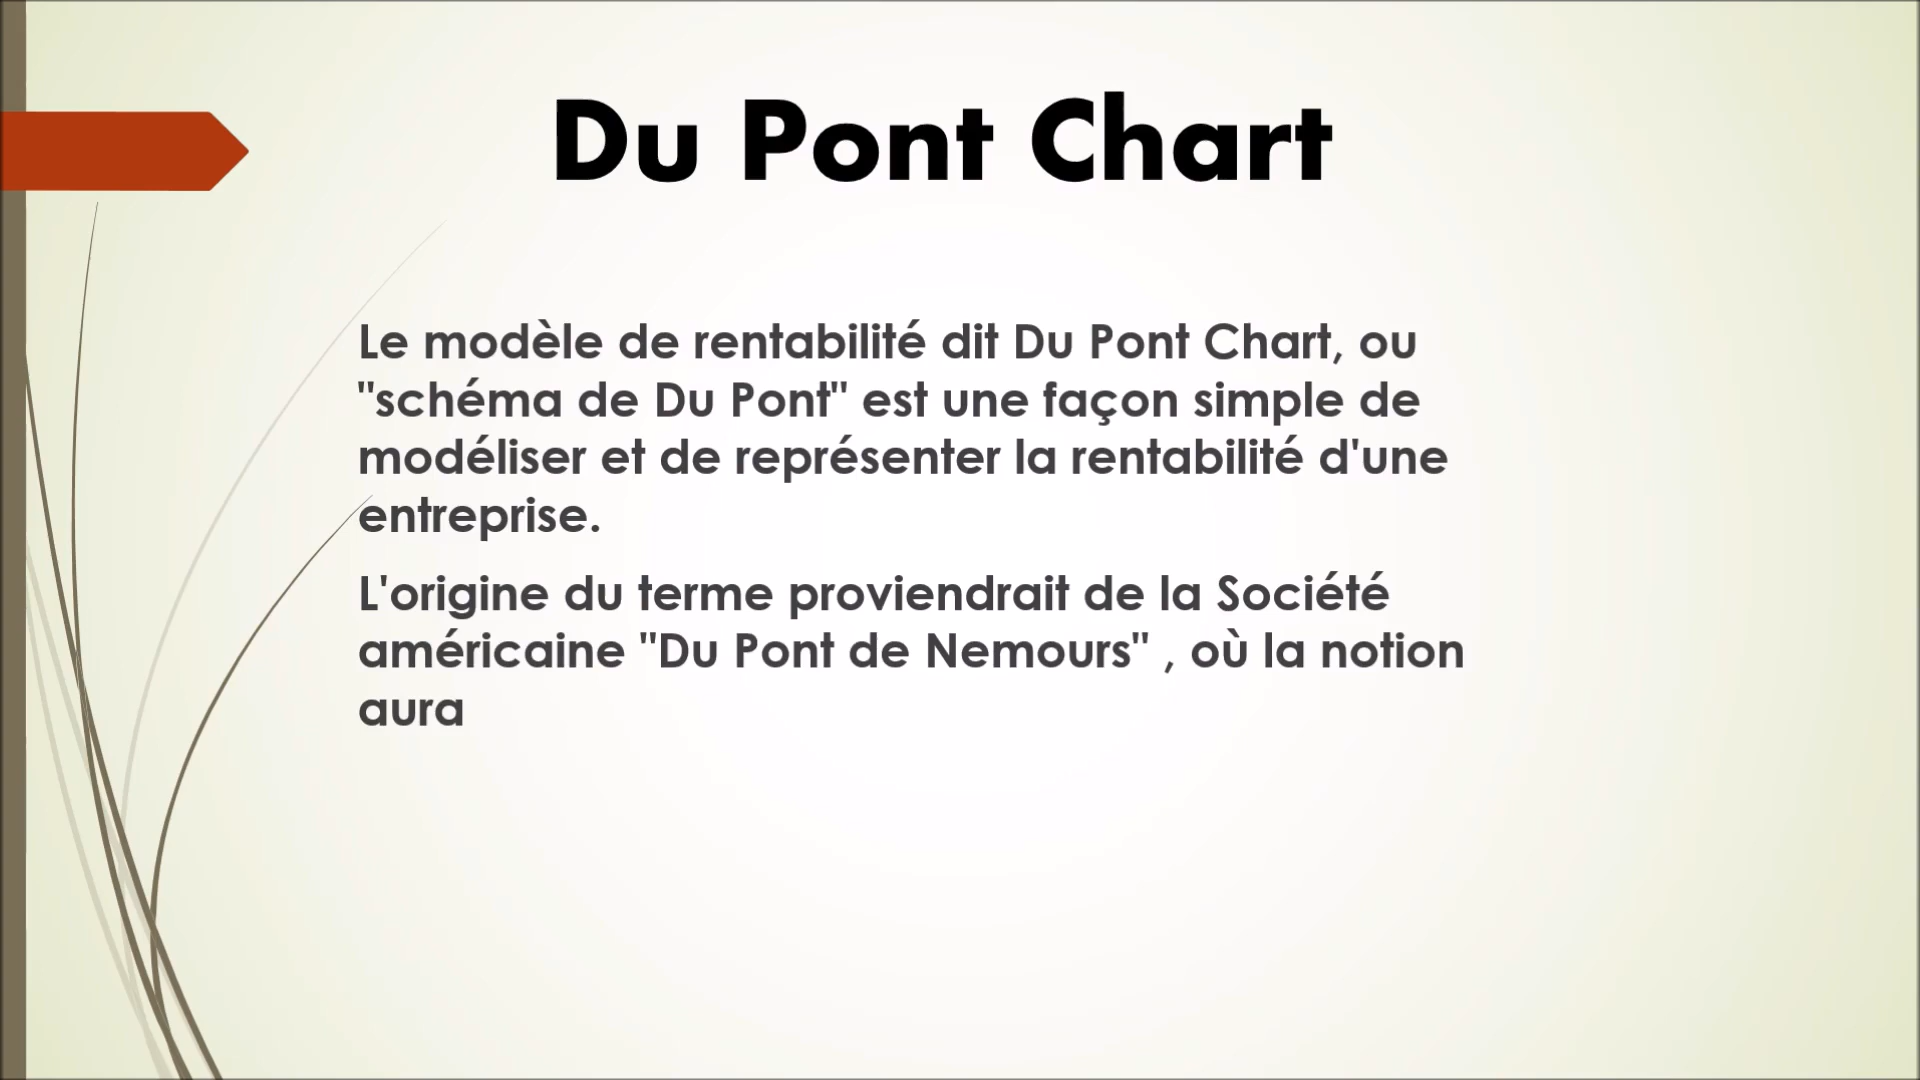 Du Pont Chart
Le modèle de rentabilité dit Du Pont Chart, ou
"schéma de Du Pont" est une façon simple de
modéliser et de représenter la rentabilité d'une
entreprise.
L'origine du terme proviendrait de la Société
américaine "Du Pont de Nemours" , où la notion
aura